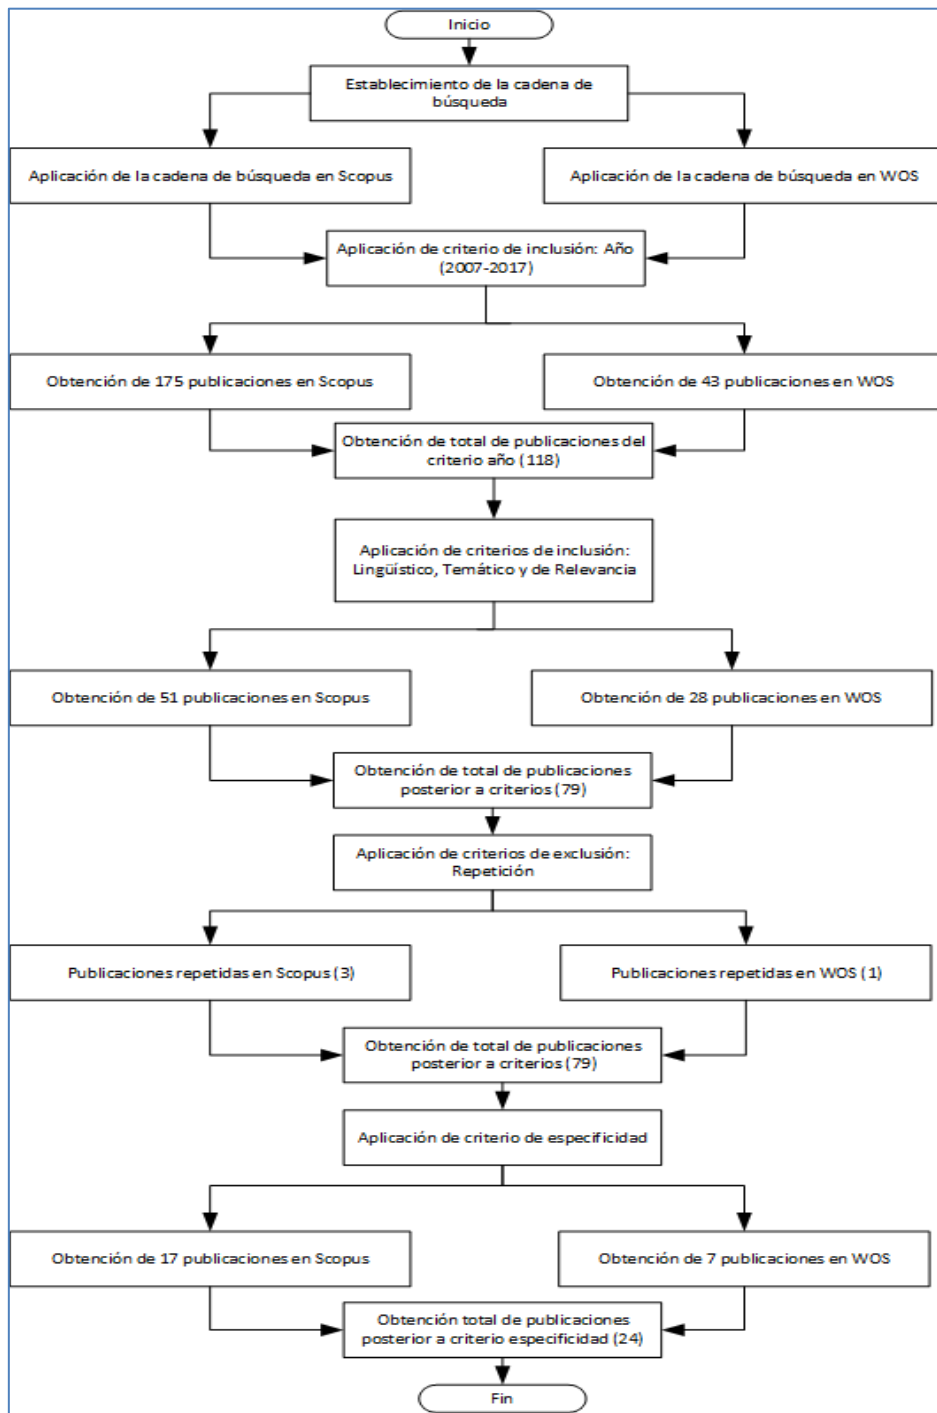 Inicio
Establecimiento de la cadena de
búsqueda
Aplicación de la cadena de búsqueda en Scopus
Aplicación de la cadena de búsqueda en WOS
Aplicación de criterio de inclusión: Año
(2007-2017)
Obtención de 175 publicaciones en Scopus
Obtención de 43 publicaciones en WOS
Obtención de total de publicaciones del
criterio año (118)
Aplicación de criterios de inclusión:
Lingüístico, Temático y de Relevancia
Obtención de 51 publicaciones en Scopus
Obtención de 28 publicaciones en WOS
Obtención de total de publicaciones
posterior a criterios (79)
Aplicación de criterios de exclusión:
Repetición
Publicaciones repetidas en Scopus (3)
Publicaciones repetidas en WOS (1)
Obtención de total de publicaciones
posterior a criterios (79)
Aplicación de criterio de especificidad
Obtención de 17 publicaciones en Scopus
Obtención de 7 publicaciones en WOS
Obtención total de publicaciones
posterior a criterio especificidad (24)
Fin